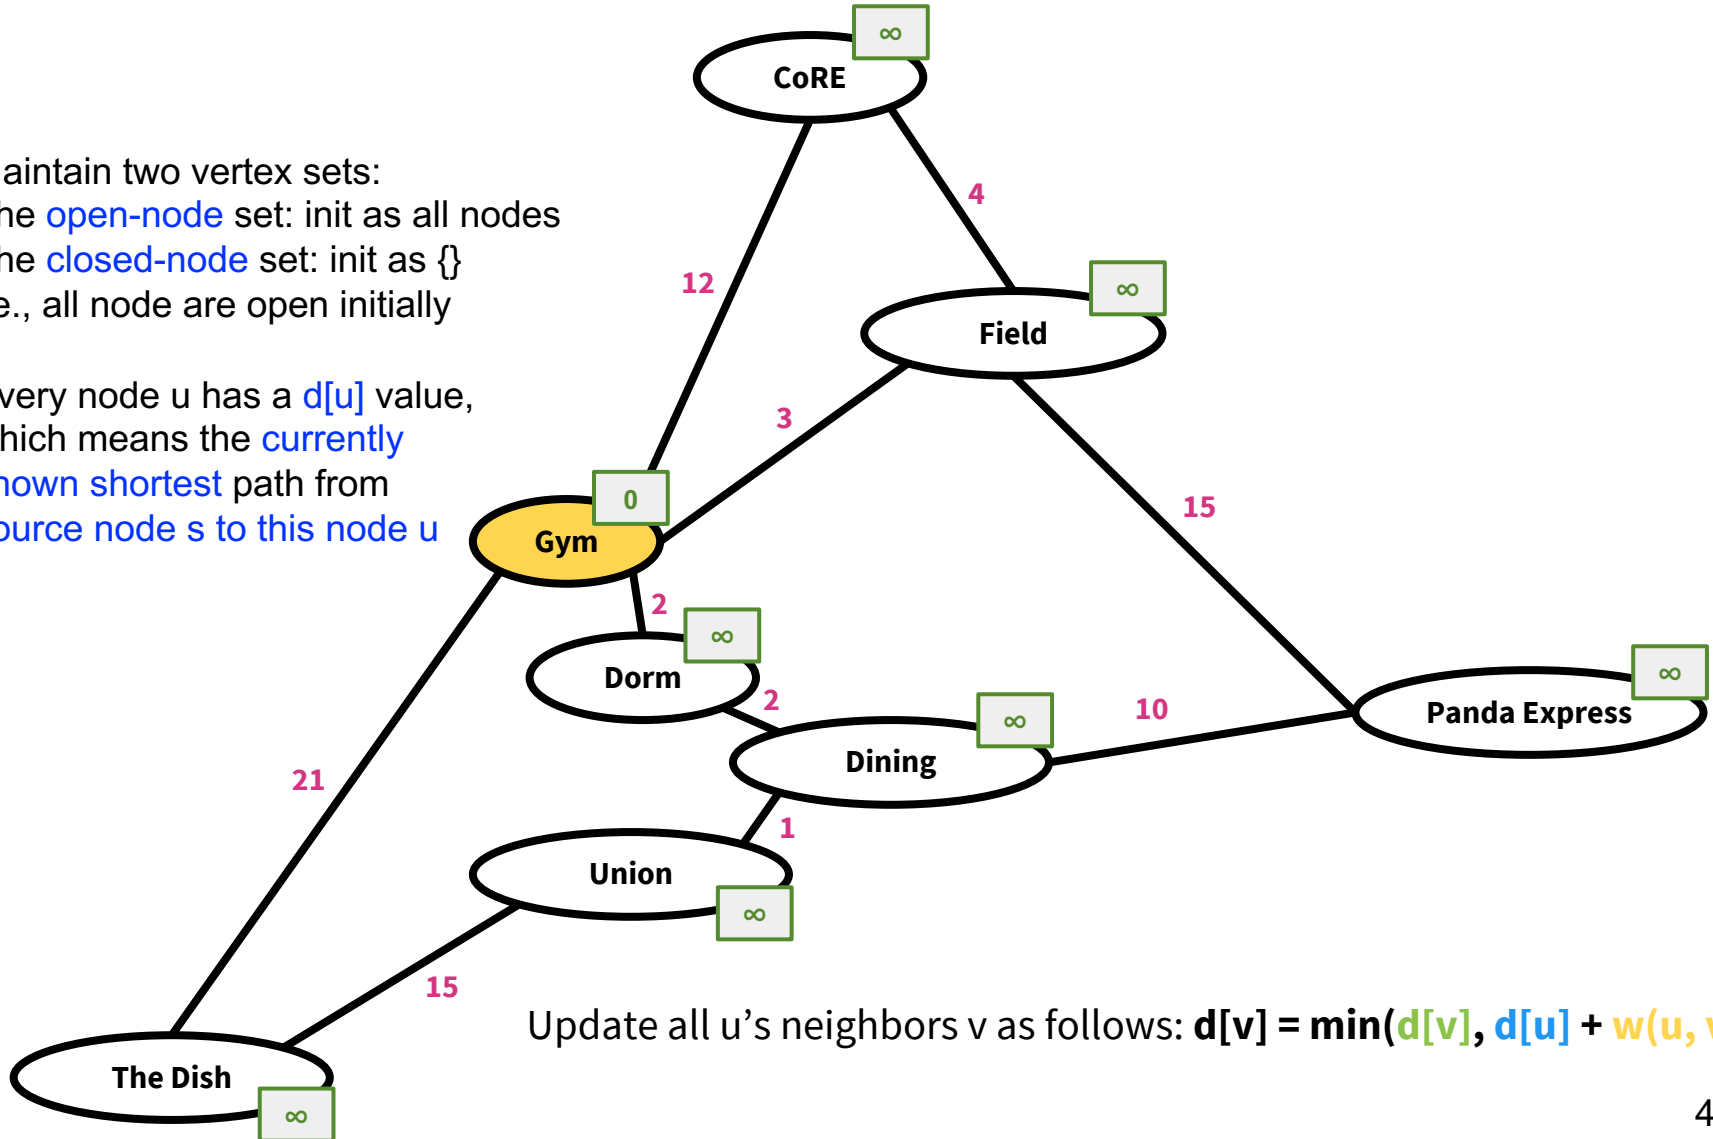 ∞
CoRE
aintain two vertex sets:
he open-node set: init as all nodes
4
he closed-node set: init as {}
12
e., all node are open initially
∞
Field
very node u has a d[u] value,
3
hich means the currently
nown shortest path from
0
15
ource node s to this node u
Gym
2
∞
Dorm
∞
2
∞
10
Panda Express
Dining
21
1
Union
∞
15
Update all u's neighbors v as follows: d[v] = min(d[v], d[u] + w(u, v
The Dish
∞
4